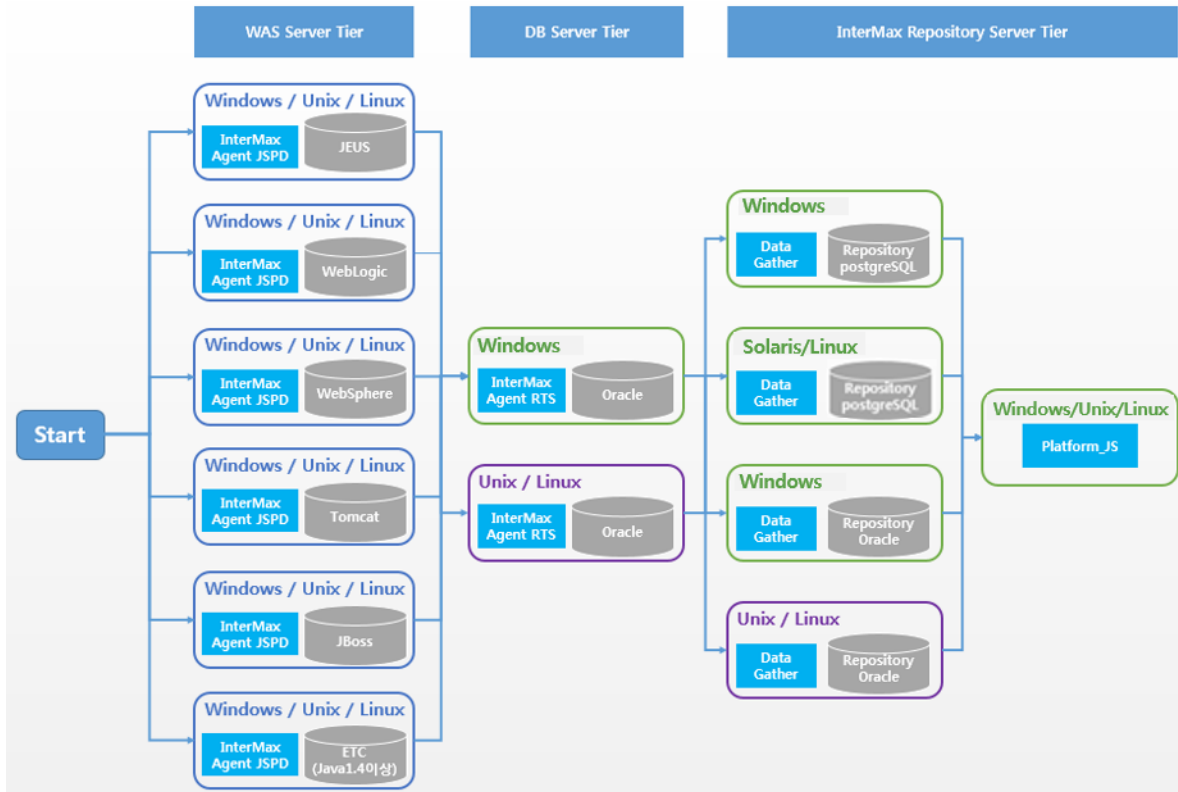 WAS Server Tier
DB Server Tier
InterMax Repository Server Tier
Start
Windows / Unix / Linux
InterMax
Agent JSPD
JEUS
Windows / Unix / Linux
InterMax
Agent JSPD
WebLogic
Windows / Unix / Linux
InterMax
Agent JSPD
WebSphere
Windows / Unix / Linux
InterMax
Agent JSPD
Tomcat
Windows / Unix / Linux
InterMax
Agent JSPD
JBoss
Windows / Unix / Linux
InterMax
Agent JSPD
ETC
(Java1.4이상)
Windows
InterMax
Agent RTS
Oracle
Unix / Linux
InterMax
Agent RTS
Oracle
Windows
Data
Gather
Repository
postgreSQL
Solaris/Linux
Data
Gather
Repository
postgreSQL
Windows
Data
Gather
Repository
Oracle
Unix / Linux
Data
Gather
Repository
Oracle
Windows/Unix/Linux
Platform_JS